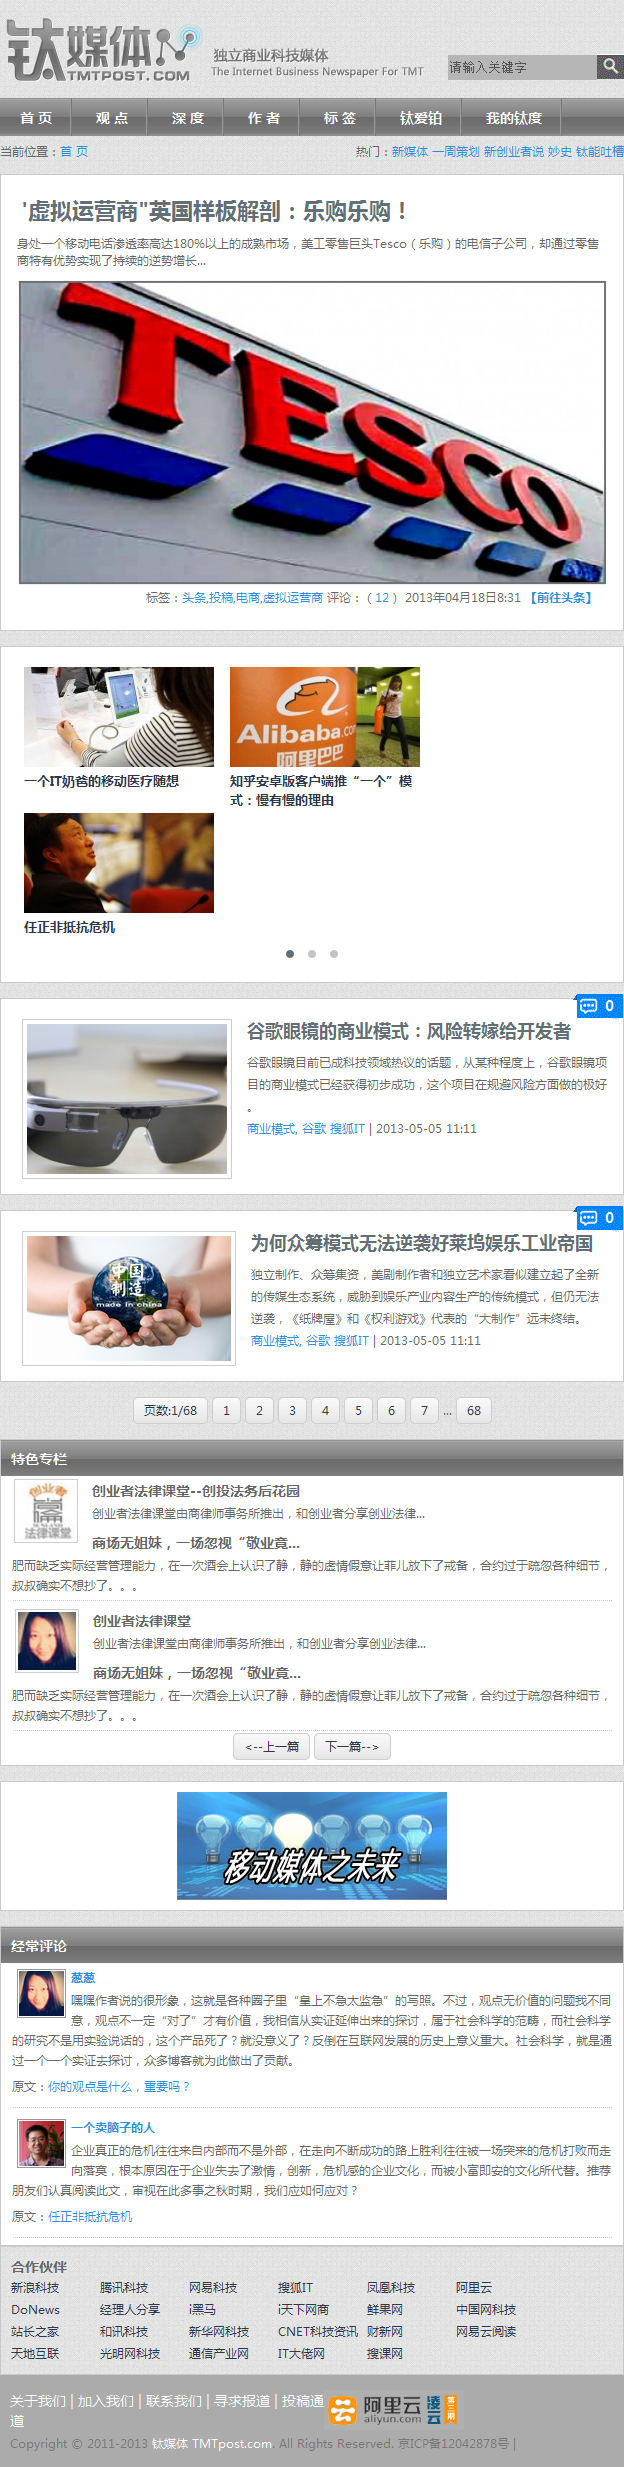 钛媒体
TMTPOST.COM
独立商业科技媒体
The Internet Business Newspaper For TMT
请输入关键字
首 页 观 点 深 度 作 者 标 签 钛爱铂 我的钛度
当前位置：首 页 热门：新媒体 一周策划 新创业者说 妙史 钛能吐槽
'虚拟运营商"英国样板解剖：乐购乐购！
身处一个移动电话渗透率高达180%以上的成熟市场，美工零售巨头Tesco（乐购）的电信子公司，却通过零售
商特有优势实现了持续的逆势增长...
TESCO
标签：头条,投稿,电商,虚拟运营商 评论：（12） 2013年04月18日8:31 【前往头条】
Alibaba.com
阿里巴巴
一个IT奶爸的移动医疗随想
知乎安卓版客户端推“一个”模
式：慢有慢的理由
任正非抵抗危机
0
谷歌眼镜的商业模式：风险转嫁给开发者
谷歌眼镜目前已成科技领域热议的话题，从某种程度上，谷歌眼镜项
目的商业模式已经获得初步成功，这个项目在规避风险方面做的极好
。
商业模式, 谷歌 搜狐IT | 2013-05-05 11:11
0
中国
制造
made in china
为何众筹模式无法逆袭好莱坞娱乐工业帝国
独立制作、众筹集资，美剧制作者和独立艺术家看似建立起了全新
的传媒生态系统，威胁到娱乐产业内容生产的传统模式，但仍无法
逆袭，《纸牌屋》和《权利游戏》代表的“大制作”远未终结。
商业模式, 谷歌 搜狐IT | 2013-05-05 11:11
页数:1/68 1 2 3 4 5 6 7 ... 68
特色专栏
创业者
法律课堂
创业者法律课堂--创投法务后花园
创业者法律课堂由商律师事务所推出，和创业者分享创业法律...
商场无姐妹，一场忽视“敬业竟...
肥而缺乏实际经营管理能力，在一次酒会上认识了静，静的虚情假意让菲儿放下了戒备，合约过于疏忽各种细节，
叔叔确实不想抄了。。。
创业者法律课堂
创业者法律课堂由商律师事务所推出，和创业者分享创业法律...
商场无姐妹，一场忽视“敬业竟...
肥而缺乏实际经营管理能力，在一次酒会上认识了静，静的虚情假意让菲儿放下了戒备，合约过于疏忽各种细节，
叔叔确实不想抄了。。。
<--上一篇 下一篇-->
移动媒体之未来
经常评论
葱葱
嘿嘿作者说的很形象，这就是各种圈子里“皇上不急太监急”的写照。不过，观点无价值的问题我不同
意，观点不一定“对了”才有价值，我相信从实证延伸出来的探讨，属于社会科学的范畴，而社会科学
的研究不是用实验说话的，这个产品死了？就没意义了？反倒在互联网发展的历史上意义重大。社会科学，就是通
过一个一个实证去探讨，众多博客就为此做出了贡献。
原文：你的观点是什么，重要吗？
一个卖脑子的人
企业真正的危机往往来自内部而不是外部，在走向不断成功的路上胜利往往被一场突来的危机打败而走
向落寞，根本原因在于企业失去了激情，创新，危机感的企业文化，而被小富即安的文化所代替。推荐
朋友们认真阅读此文，审视在此多事之秋时期，我们应如何应对？
原文：任正非抵抗危机
合作伙伴
新浪科技 腾讯科技 网易科技 搜狐IT 凤凰科技 阿里云
DoNews 经理人分享 i黑马 i天下网商 鲜果网 中国网科技
站长之家 和讯科技 新华网科技 CNET科技资讯 财新网 网易云阅读
天地互联 光明网科技 通信产业网 IT大佬网 搜课网
关于我们 | 加入我们 | 联系我们 | 寻求报道 | 投稿通
道
阿里云
aliyun.com
凌云
第三期
Copyright © 2011-2013 钛媒体 TMTpost.com. All Rights Reserved. 京ICP备12042878号 |